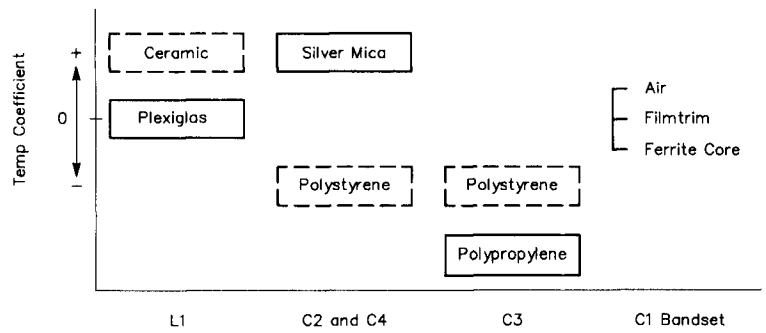 Temp Coefficient
+
0
−
Ceramic
Silver Mica
Plexiglas
Polystyrene
Polystyrene
Polypropylene
Air
Filmtrim
Ferrite Core
L1
C2 and C4
C3
C1 Bandset